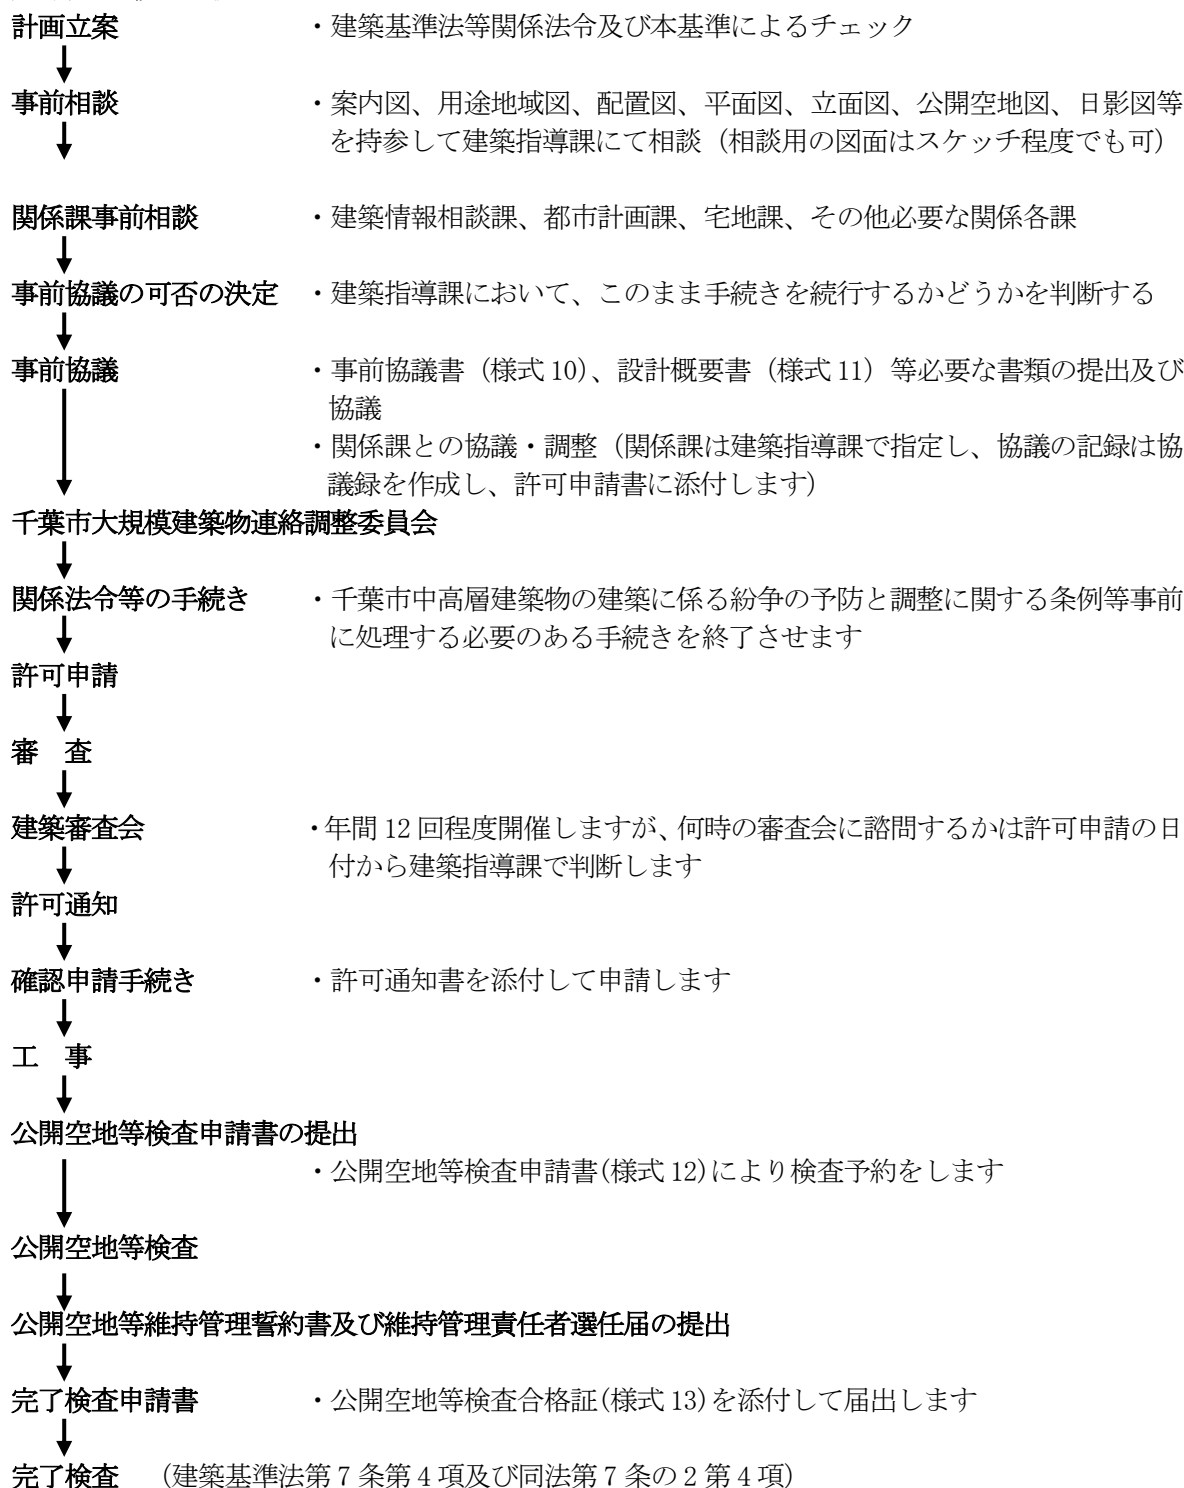 計画立案　・建築基準法等関係法令及び本基準によるチェック
事前相談　・案内図、用途地域図、配置図、平面図、立面図、公開空地図、日影図等
を持参して建築指導課にて相談（相談用の図面はスケッチ程度でも可）
関係課事前相談　・建築情報相談課、都市計画課、宅地課、その他必要な関係各課
事前協議の可否の決定　・建築指導課において、このまま手続きを続行するかどうかを判断する
事前協議　・事前協議書（様式 10）、設計概要書（様式 11）等必要な書類の提出及び
協議
・関係課との協議・調整（関係課は建築指導課で指定し、協議の記録は協
議録を作成し、許可申請書に添付します）
千葉市大規模建築物連絡調整委員会
関係法令等の手続き　・千葉市中高層建築物の建築に係る紛争の予防と調整に関する条例等事前
に処理する必要のある手続きを終了させます
許可申請
審　査
建築審査会　・年間 12 回程度開催しますが、何時の審査会に諮問するかは許可申請の日
付から建築指導課で判断します
許可通知
確認申請手続き　・許可通知書を添付して申請します
工　事
公開空地等検査申請書の提出
・公開空地等検査申請書(様式 12)により検査予約をします
公開空地等検査
公開空地等維持管理誓約書及び維持管理責任者選任届の提出
完了検査申請書　・公開空地等検査合格証(様式 13)を添付して届出します
完了検査　（建築基準法第 7 条第 4 項及び同法第 7 条の 2 第 4 項）